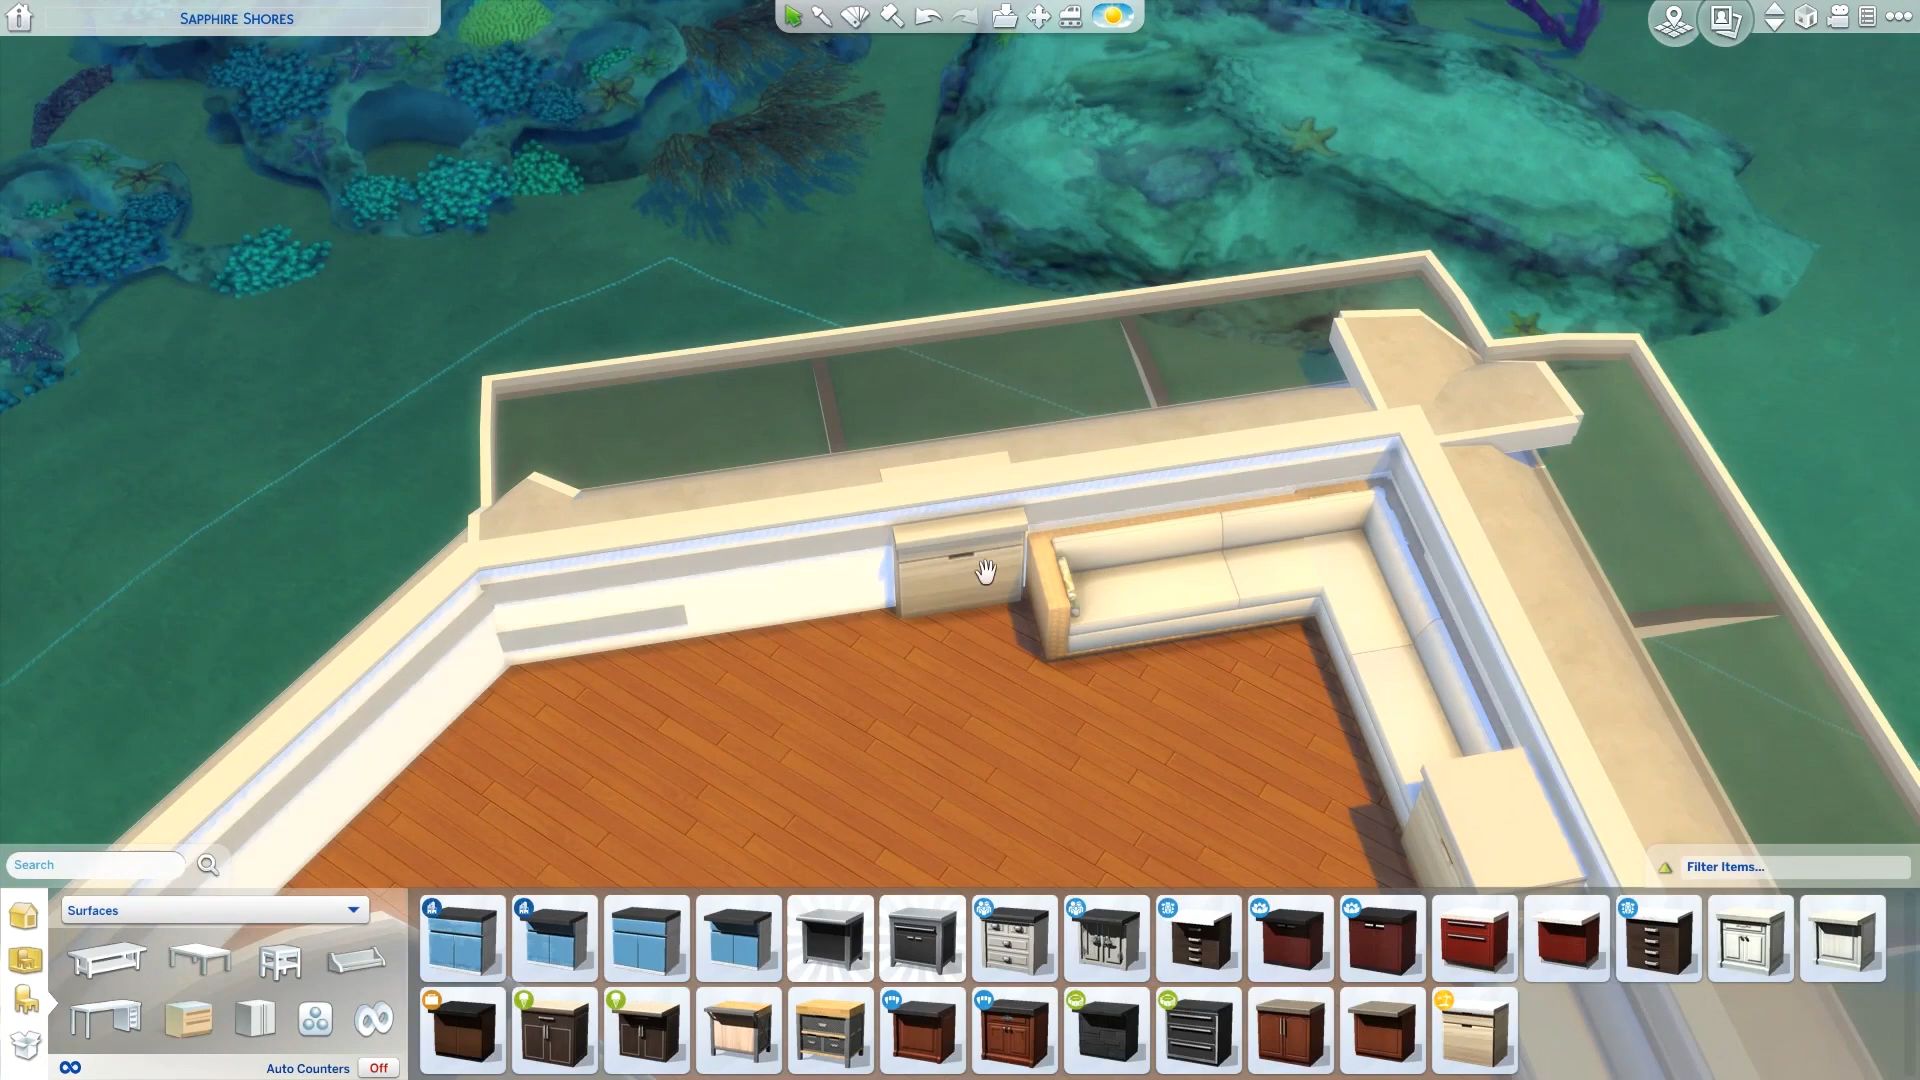 SAPPHIRE SHORES
Search
Filter Items...
Surfaces
Auto Counters Off